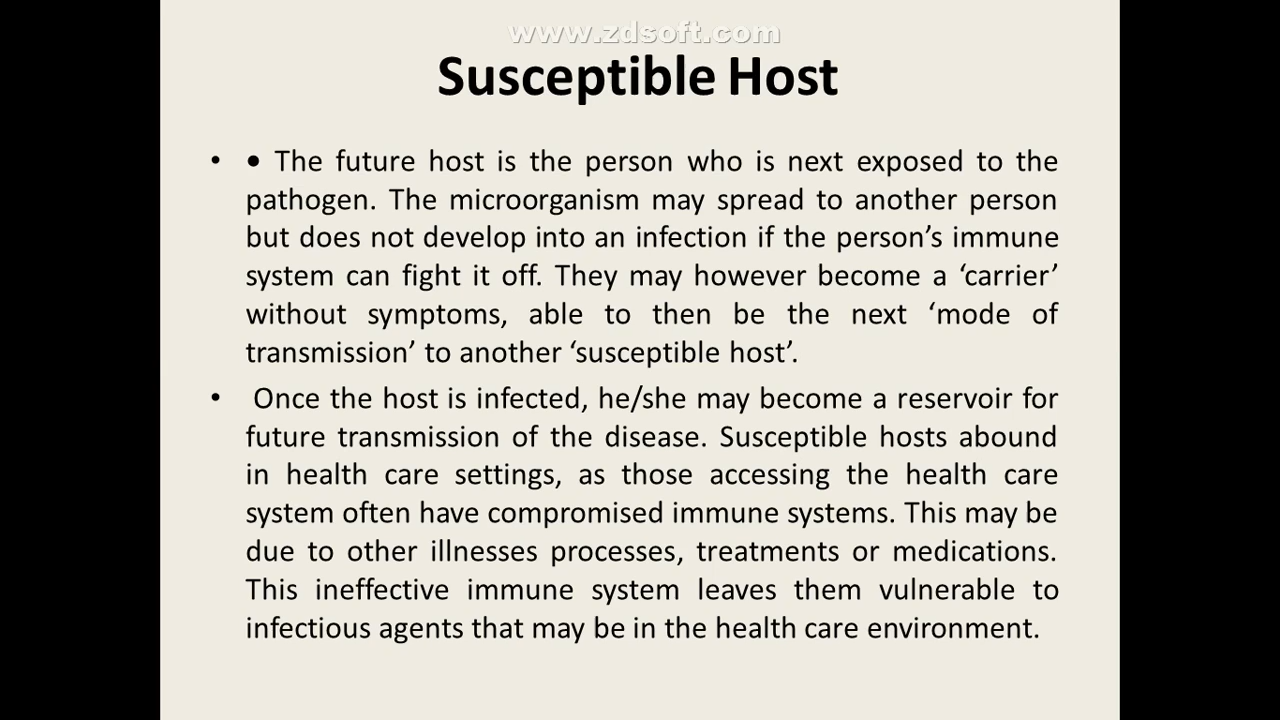 www.zdsoft.com
Susceptible Host
• • The future host is the person who is next exposed to the
pathogen. The microorganism may spread to another person
but does not develop into an infection if the person’s immune
system can fight it off. They may however become a ‘carrier’
without symptoms, able to then be the next ‘mode of
transmission’ to another ‘susceptible host’.
• Once the host is infected, he/she may become a reservoir for
future transmission of the disease. Susceptible hosts abound
in health care settings, as those accessing the health care
system often have compromised immune systems. This may be
due to other illnesses processes, treatments or medications.
This ineffective immune system leaves them vulnerable to
infectious agents that may be in the health care environment.